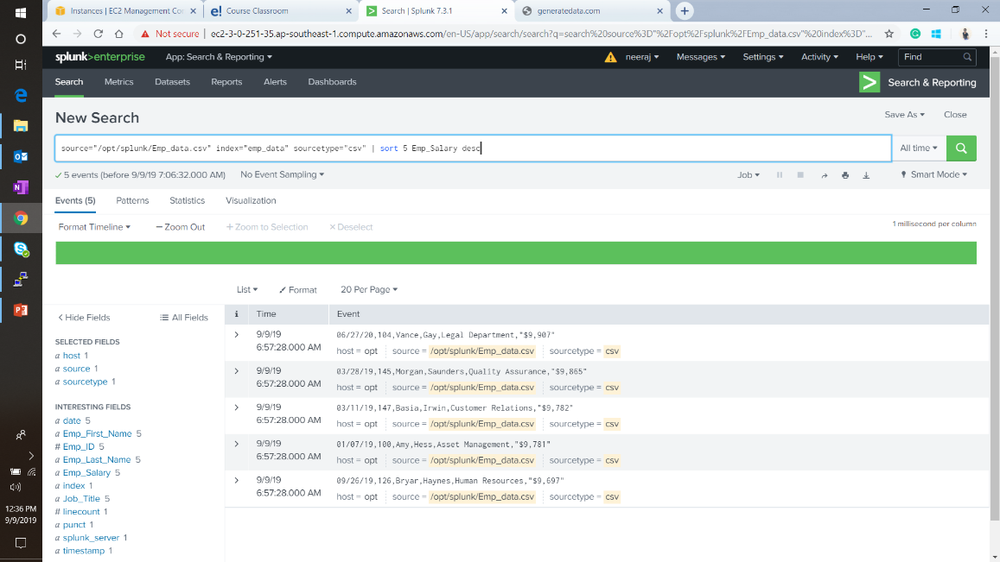 Instances | EC2 Management Co
Course Classroom
Search | Splunk 7.3.1
generatedata.com
Not secure | ec2-3-0-251-35.ap-southeast-1.compute.amazonaws.com/en-US/app/search/search?q=search%20source%3D"%2Fopt%2Fsplunk%2FEmp_data.csv"%20index%3D"...
splunk>enterprise App: Search & Reporting
neeraj Messages Settings Activity Help Find
Search Metrics Datasets Reports Alerts Dashboards
Search & Reporting
New Search
Save As Close
source="/opt/splunk/Emp_data.csv" index="emp_data" sourcetype="csv" | sort 5 Emp_Salary desc
All time
5 events (before 9/9/19 7:06:32.000 AM) No Event Sampling
Job Smart Mode
Events (5) Patterns Statistics Visualization
Format Timeline — Zoom Out + Zoom to Selection × Deselect
1 millisecond per column
List Format 20 Per Page
< Hide Fields All Fields
i Time Event
SELECTED FIELDS
a host 1
a source 1
a sourcetype 1
INTERESTING FIELDS
a date 5
a Emp_First_Name 5
# Emp_ID 5
a Emp_Last_Name 5
a Emp_Salary 5
a index 1
a Job_Title 5
# linecount 1
a punct 1
a splunk_server 1
a timestamp 1
> 9/9/19 06/27/20,104,Vance,Gay,Legal Department,"$9,907"
6:57:28.000 AM host = opt source = /opt/splunk/Emp_data.csv sourcetype = csv
> 9/9/19 03/28/19,145,Morgan,Saunders,Quality Assurance,"$9,865"
6:57:28.000 AM host = opt source = /opt/splunk/Emp_data.csv sourcetype = csv
> 9/9/19 03/11/19,147,Basia,Irwin,Customer Relations,"$9,782"
6:57:28.000 AM host = opt source = /opt/splunk/Emp_data.csv sourcetype = csv
> 9/9/19 01/07/19,100,Amy,Hess,Asset Management,"$9,781"
6:57:28.000 AM host = opt source = /opt/splunk/Emp_data.csv sourcetype = csv
> 9/9/19 09/26/19,126,Bryar,Haynes,Human Resources,"$9,697"
6:57:28.000 AM host = opt source = /opt/splunk/Emp_data.csv sourcetype = csv
12:36 PM
9/9/2019